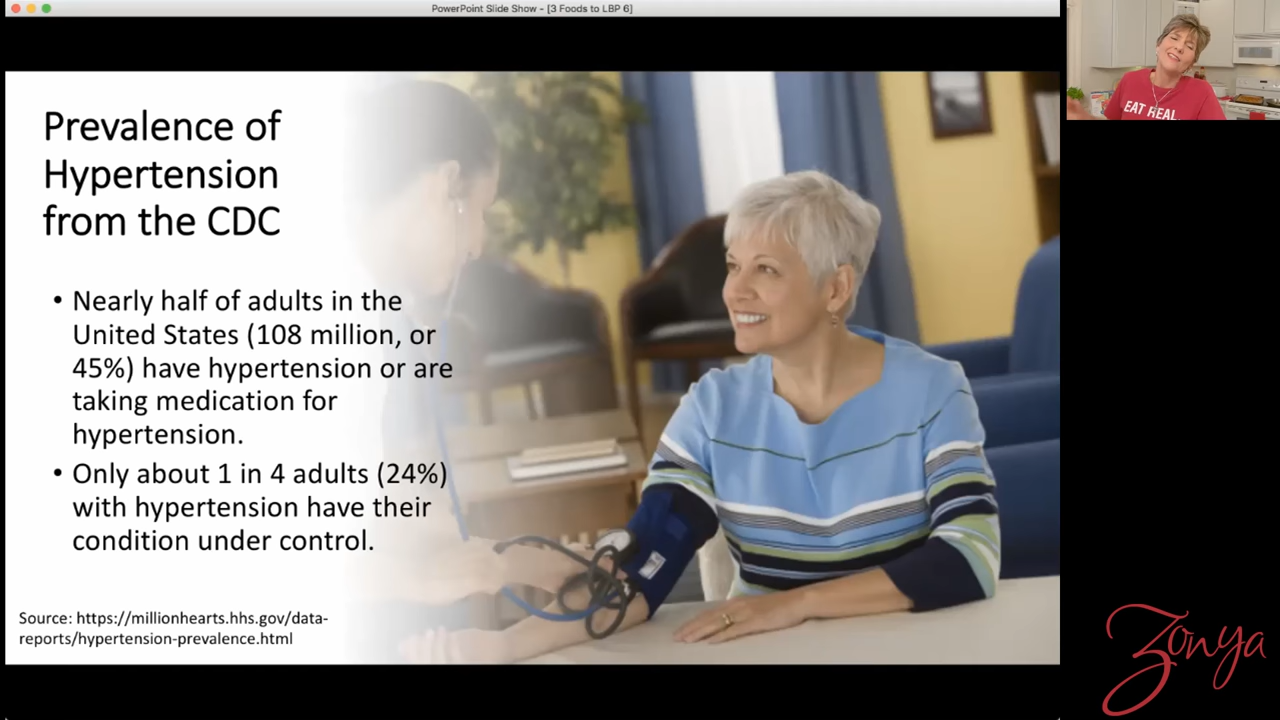 PowerPoint Slide Show - [3 Foods to LBP 6]
EAT REAL
Prevalence of
Hypertension
from the CDC
• Nearly half of adults in the
United States (108 million, or
45%) have hypertension or are
taking medication for
hypertension.
• Only about 1 in 4 adults (24%)
with hypertension have their
condition under control.
Source: https://millionhearts.hhs.gov/data-
reports/hypertension-prevalence.html
Zonya